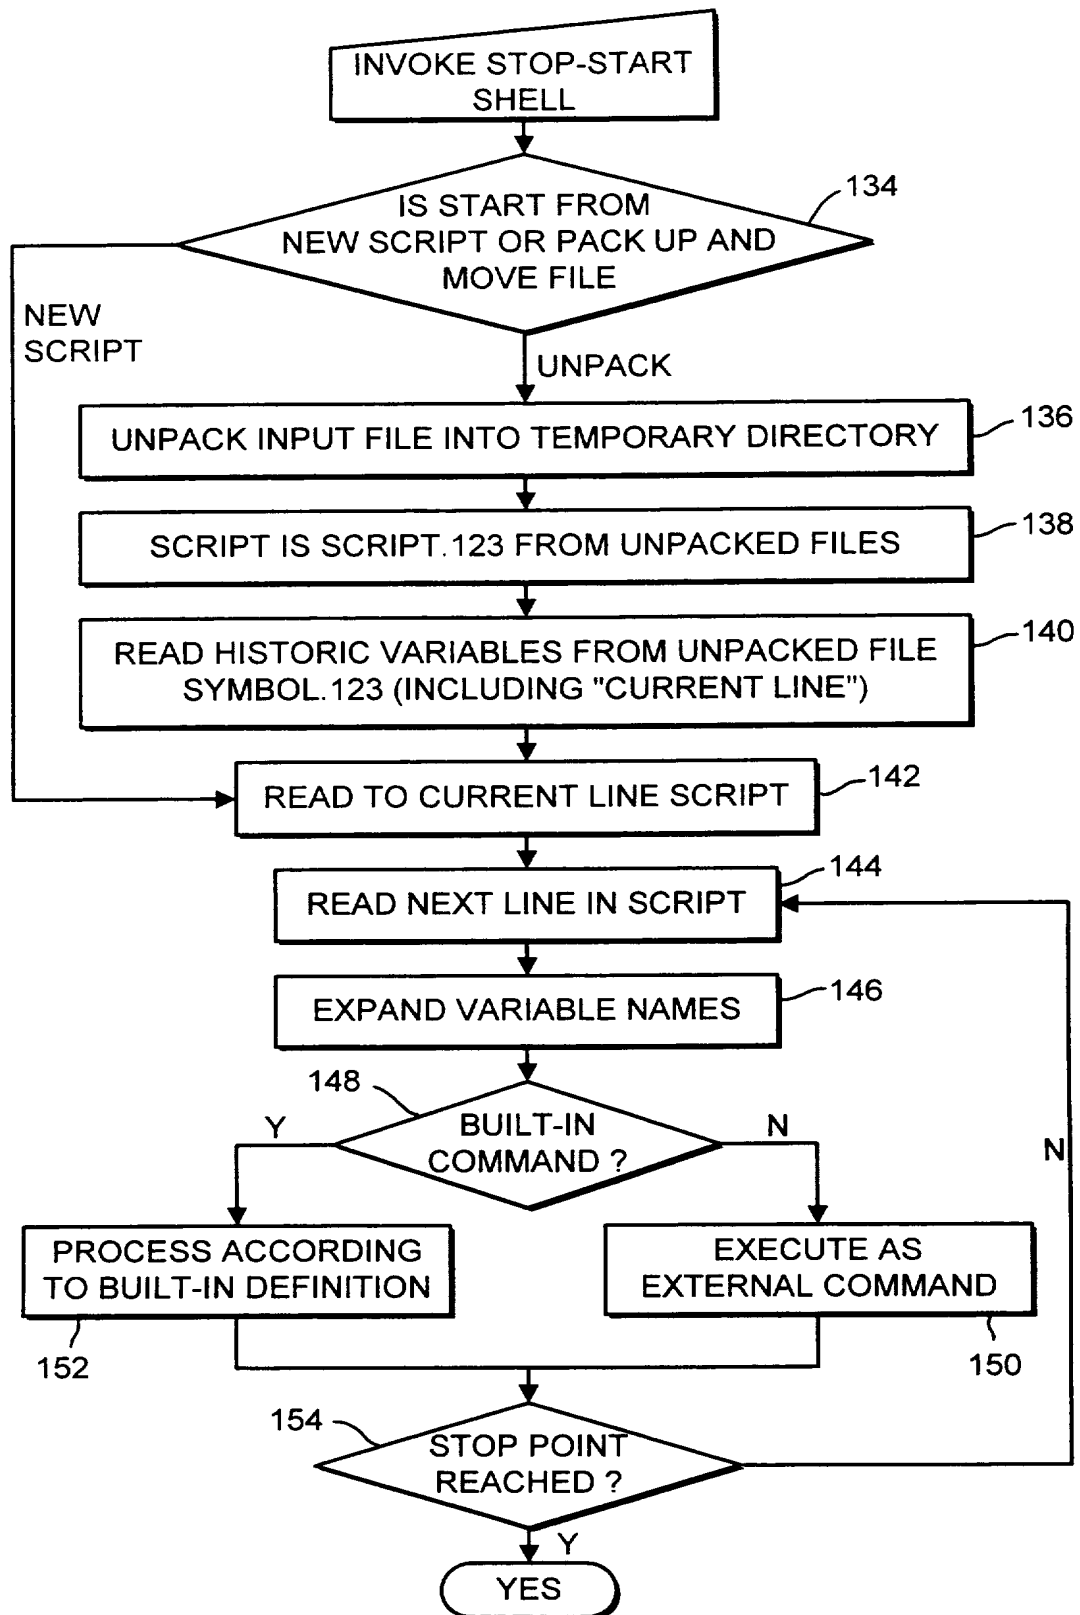 INVOKE STOP-START
SHELL
134
IS START FROM
NEW SCRIPT OR PACK UP AND
MOVE FILE
NEW
SCRIPT
UNPACK
136
UNPACK INPUT FILE INTO TEMPORARY DIRECTORY
138
SCRIPT IS SCRIPT.123 FROM UNPACKED FILES
140
READ HISTORIC VARIABLES FROM UNPACKED FILE
SYMBOL.123 (INCLUDING "CURRENT LINE")
142
READ TO CURRENT LINE SCRIPT
144
READ NEXT LINE IN SCRIPT
146
EXPAND VARIABLE NAMES
148
BUILT-IN
COMMAND ?
Y
N
N
PROCESS ACCORDING
TO BUILT-IN DEFINITION
152
EXECUTE AS
EXTERNAL COMMAND
150
154
STOP POINT
REACHED ?
Y
YES